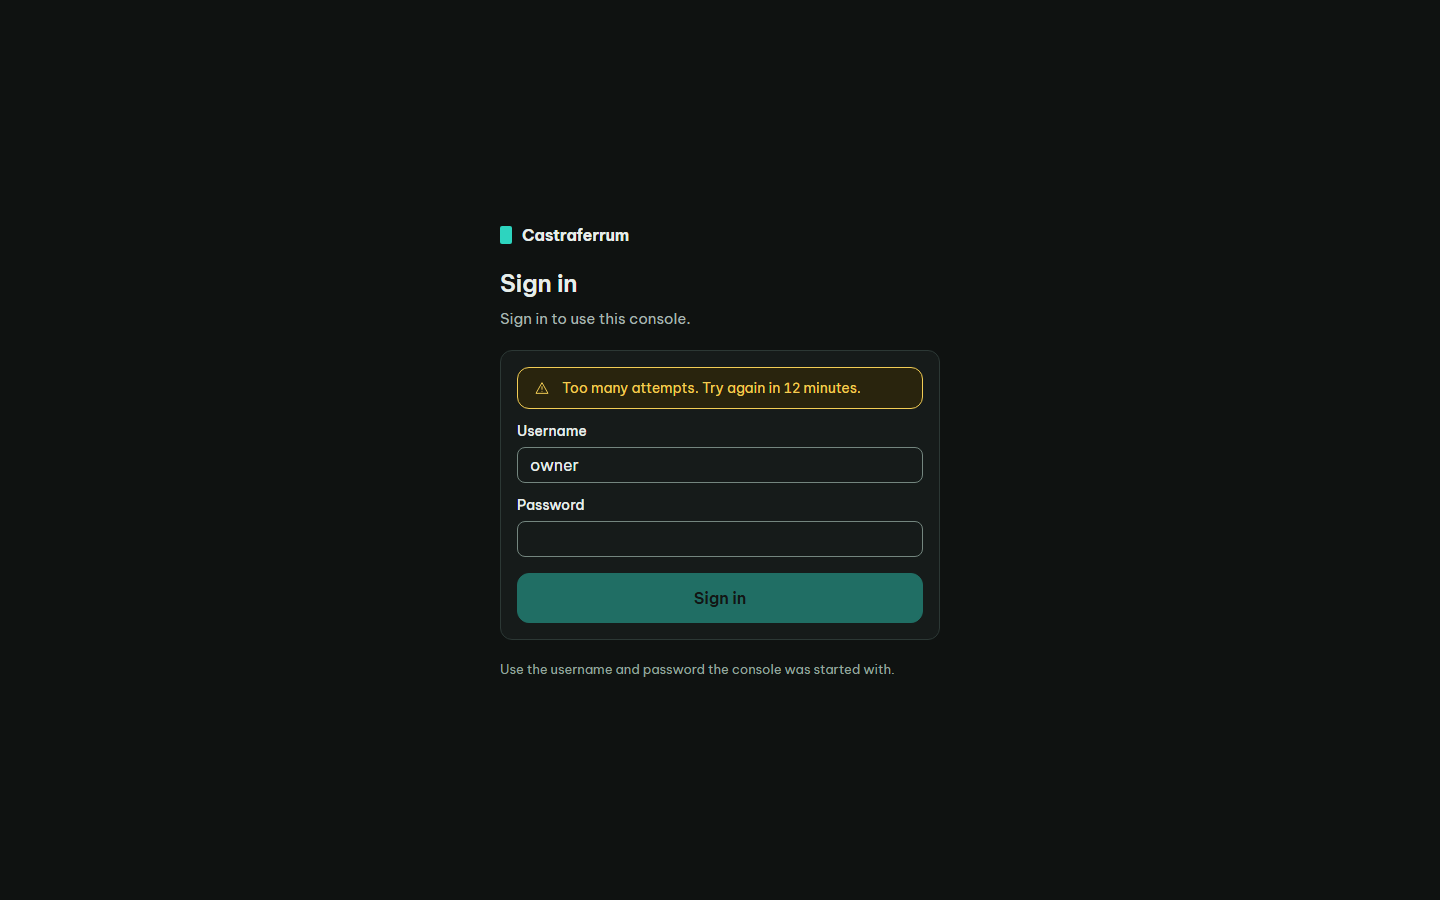 Castraferrum
Sign in
Sign in to use this console.
Too many attempts. Try again in 12 minutes.
Username
owner
Password
Sign in
Use the username and password the console was started with.